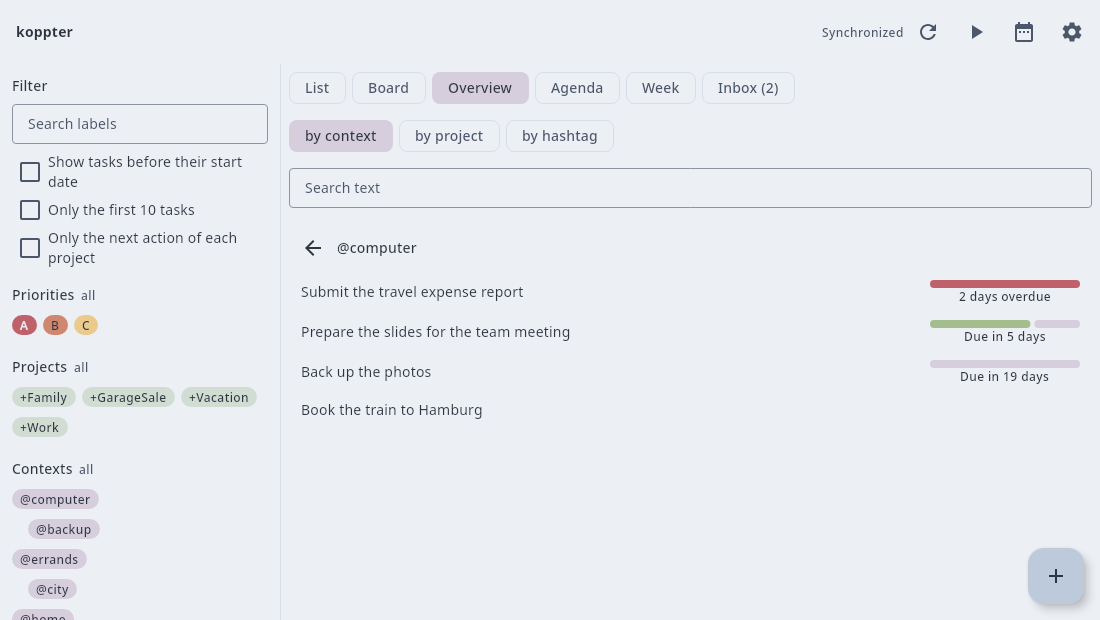 koppter
Synchronized
Filter
Search labels
Show tasks before their start
date
Only the first 10 tasks
Only the next action of each
project
Priorities all
A B C
Projects all
+Family +GarageSale +Vacation
+Work
Contexts all
@computer
@backup
@errands
@city
@home
List Board Overview Agenda Week Inbox (2)
by context by project by hashtag
Search text
@computer
Submit the travel expense report
2 days overdue
Prepare the slides for the team meeting
Due in 5 days
Back up the photos
Due in 19 days
Book the train to Hamburg